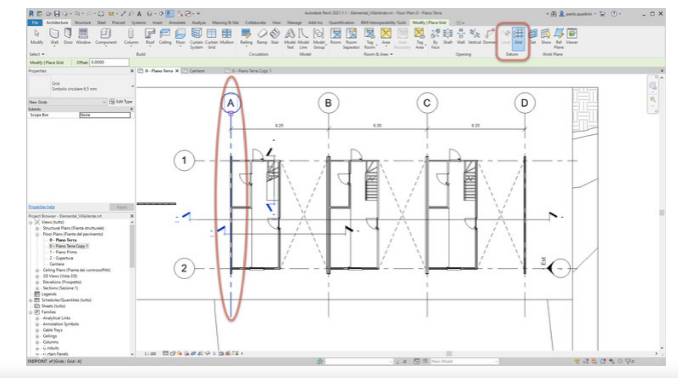 Autodesk Revit 2021.1.1 - Floor Plan: 0 - Piano Terra
File Architecture Structure Steel Precast Systems Insert Annotate Analyze Massing & Site Collaborate View Manage Add-Ins Quantification BIM Interoperability Tools Modify | Place Grid
Modify Wall Door Window Component Column Roof Ceiling Floor Curtain System Curtain Grid Mullion Railing Ramp Stair Model Text Model Line Model Group Room Room Separator Tag Room Area Tag Area By Face Shaft Wall Vertical Dormer Level Grid Set Show Ref Plane Viewer
Select Build Circulation Model Room & Area Opening Datum Work Plane
Modify | Place Grid Offset: 0.0000
Properties
0 - Piano Terra
Cantiere
0 - Piano Terra Copy 1
Grid
Simbolo circolare 6,5 mm
New Grids
Edit Type
Extents
Scope Box None
Properties help
Apply
Project Browser - Elemental_VillaVerde.rvt
Views (tutto)
Structural Plans (Pianta strutturale)
Floor Plans (Pianta del pavimento)
0 - Piano Terra
0 - Piano Terra Copy 1
1 - Piano Primo
2 - Copertura
Cantiere
Ceiling Plans (Pianta dei controsoffitti)
3D Views (Vista 3D)
Elevations (Prospetto)
Sections (Sezione 1)
Legends
Schedules/Quantities (tutto)
Sheets (tutto)
Families
Analytical Links
Annotation Symbols
Cable Trays
Ceilings
Columns
Conduits
Curtain Panels
A B C D
6.25 6.30 6.25
1
2
Est
1:100
Main Model
ENDPOINT of (Grids : Grid : A)